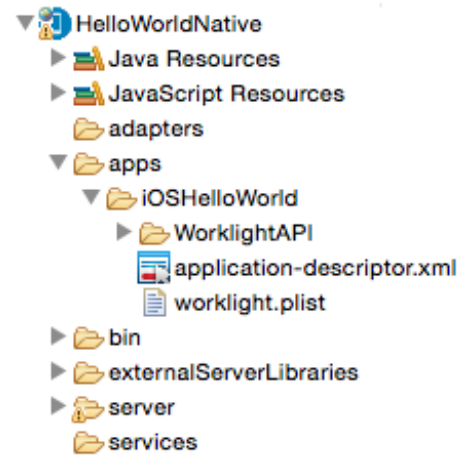 HelloWorldNative
Java Resources
JavaScript Resources
adapters
apps
iOSHelloWorld
WorklightAPI
application-descriptor.xml
worklight.plist
bin
externalServerLibraries
server
services